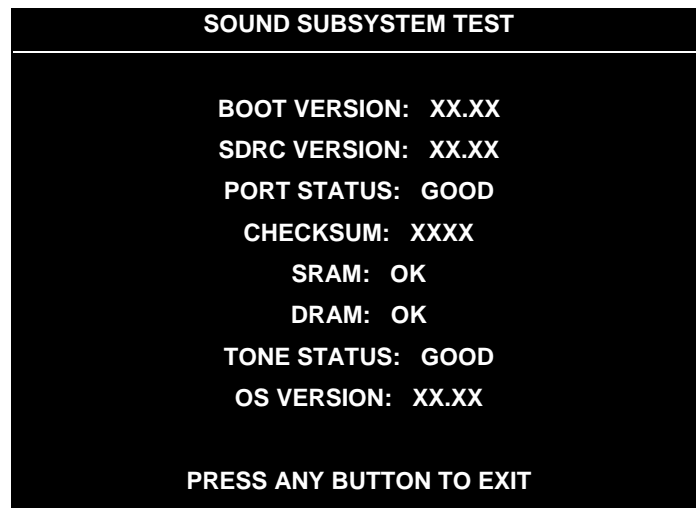 SOUND SUBSYSTEM TEST
BOOT VERSION: XX.XX
SDRC VERSION: XX.XX
PORT STATUS: GOOD
CHECKSUM: XXXX
SRAM: OK
DRAM: OK
TONE STATUS: GOOD
OS VERSION: XX.XX
PRESS ANY BUTTON TO EXIT